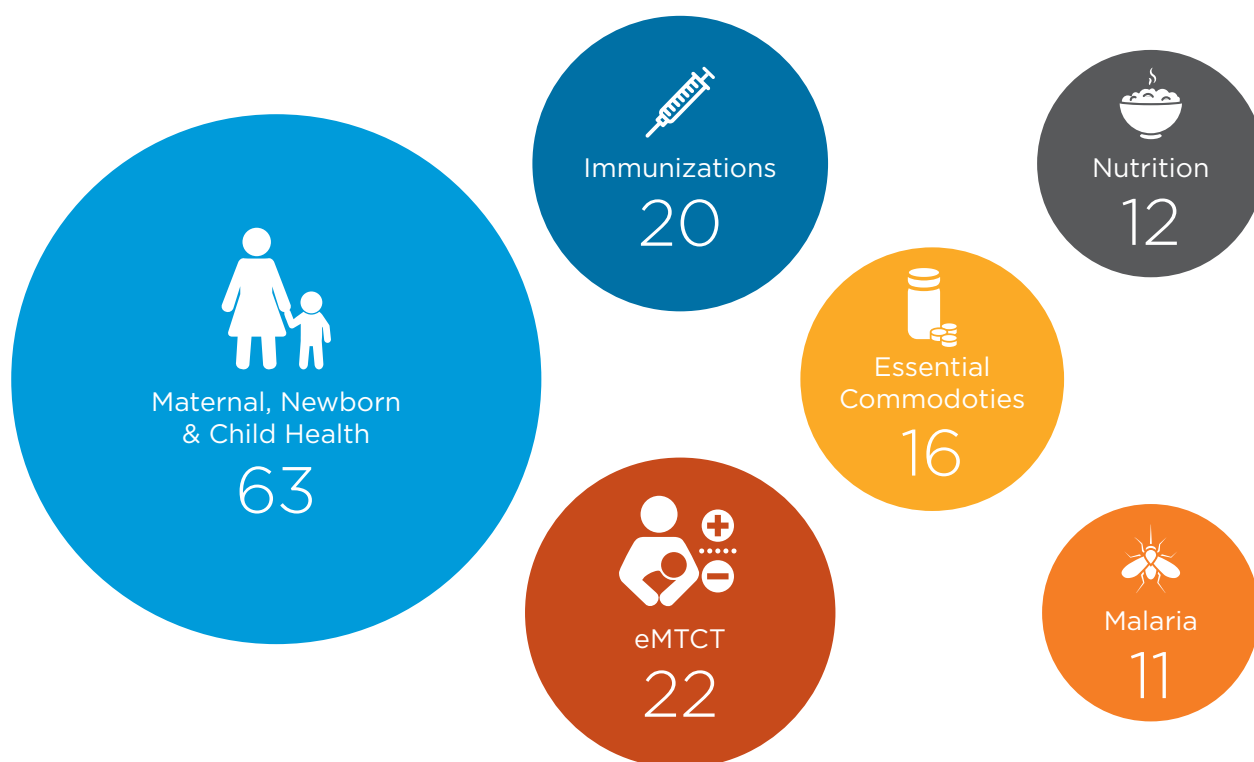 Maternal, Newborn
& Child Health
63
Immunizations
20
eMTCT
22
Essential
Commodoties
16
Nutrition
12
Malaria
11